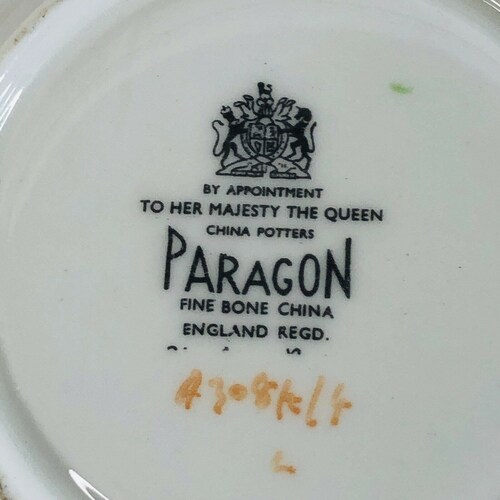 BY APPOINTMENT
TO HER MAJESTY THE QUEEN
CHINA POTTERS
PARAGON
FINE BONE CHINA
ENGLAND REGD.